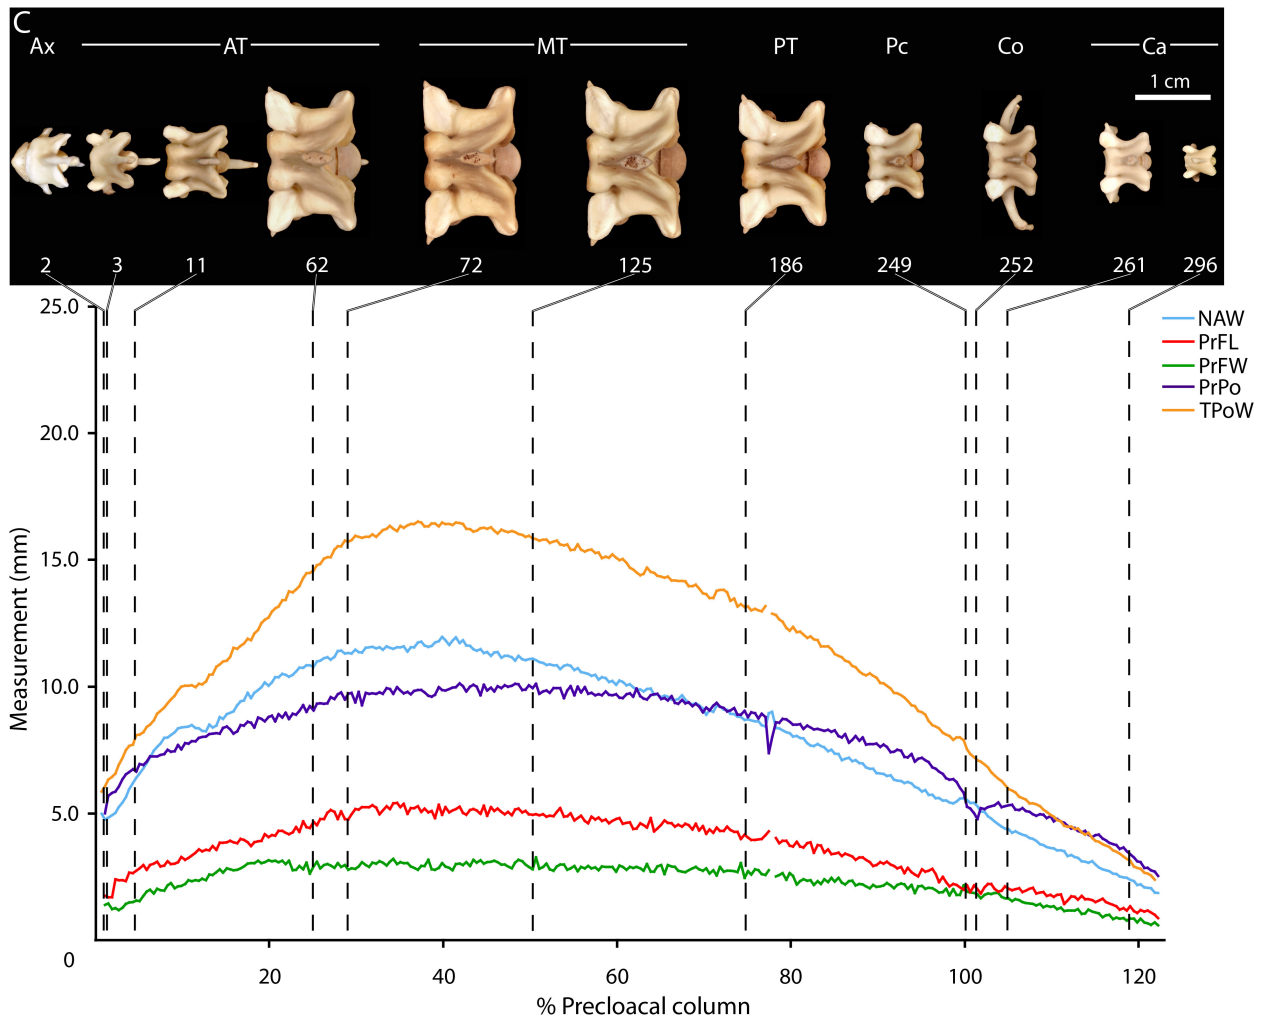 C
Ax AT MT PT Pc Co Ca
1 cm
2 3 11 62 72 125 186 249 252 261 296
25.0
20.0
15.0
10.0
5.0
0
Measurement (mm)
NAW
PrFL
PrFW
PrPo
TPoW
20 40 60 80 100 120
% Precloacal column